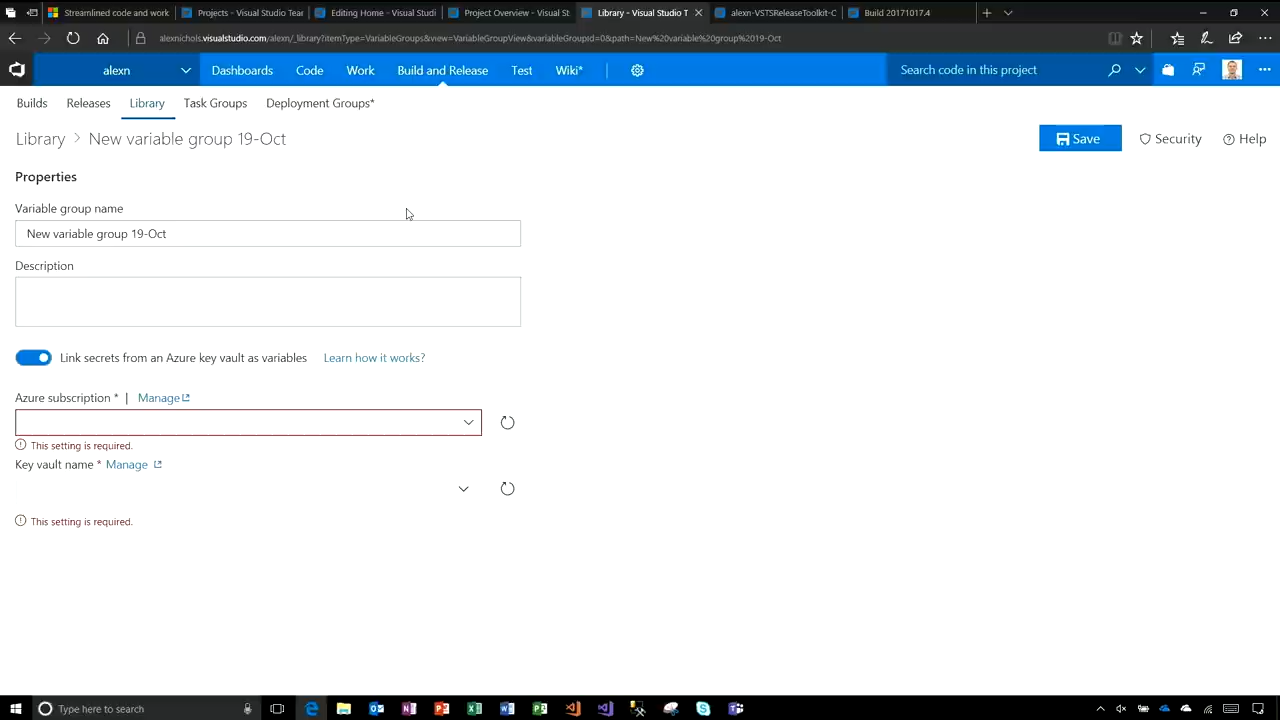 Streamlined code and work
Projects - Visual Studio Tear
Editing Home - Visual Studi
Project Overview - Visual St
Library - Visual Studio T
alexn-VSTSReleaseToolkit-C
Build 20171017.4
alexnichols.visualstudio.com/alexn/_library?itemType=VariableGroups&view=VariableGroupView&variableGroupId=0&path=New%20variable%20group%2019-Oct
alexn
Dashboards
Code
Work
Build and Release
Test
Wiki*
Search code in this project
Builds
Releases
Library
Task Groups
Deployment Groups*
Library > New variable group 19-Oct
Save
Security
Help
Properties
Variable group name
New variable group 19-Oct
Description
Link secrets from an Azure key vault as variables
Learn how it works?
Azure subscription * | Manage
This setting is required.
Key vault name * Manage
This setting is required.
Type here to search